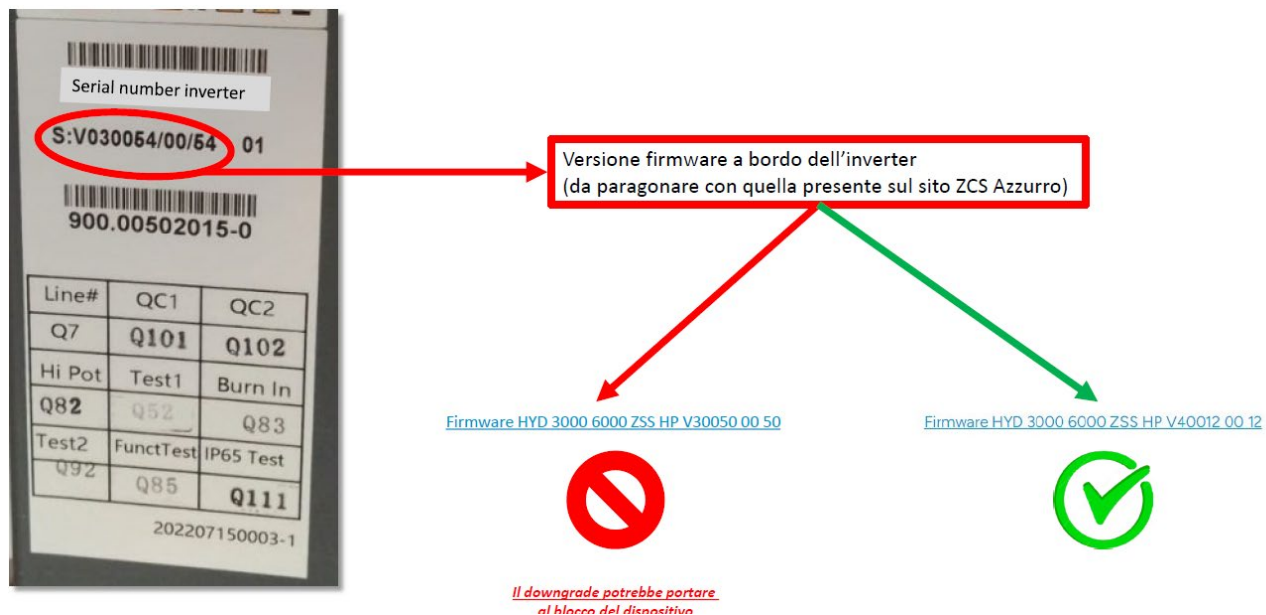 Serial number inverter
S:V030054/00/54 01
900.00502015-0
Line# QC1 QC2
Q7 Q101 Q102
Hi Pot Test1 Burn In
Q82 Q52 Q83
Test2 FunctTest IP65 Test
Q92 Q85 Q111
202207150003-1
Versione firmware a bordo dell'inverter
(da paragonare con quella presente sul sito ZCS Azzurro)
Firmware HYD 3000 6000 ZSS HP V30050 00 50
Firmware HYD 3000 6000 ZSS HP V40012 00 12
Il downgrade potrebbe portare
al blocco del dispositivo